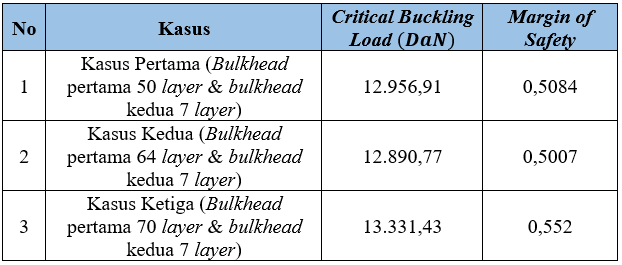 No Kasus Critical Buckling Load (DaN) Margin of Safety
1 Kasus Pertama (Bulkhead pertama 50 layer & bulkhead kedua 7 layer) 12.956,91 0,5084
2 Kasus Kedua (Bulkhead pertama 64 layer & bulkhead kedua 7 layer) 12.890,77 0,5007
3 Kasus Ketiga (Bulkhead pertama 70 layer & bulkhead kedua 7 layer) 13.331,43 0,552